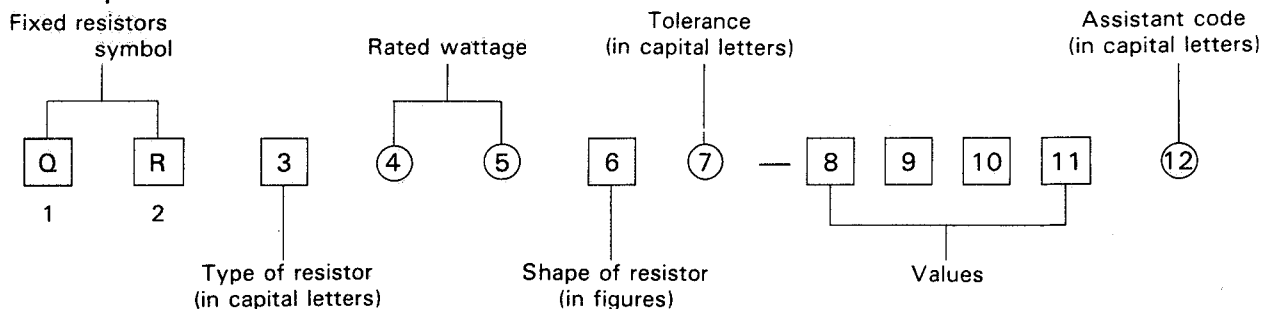 Fixed resistors
symbol
Rated wattage
Tolerance
(in capital letters)
Assistant code
(in capital letters)
Q R 3 4 5 6 7 — 8 9 10 11 12
1 2
Type of resistor
(in capital letters)
Shape of resistor
(in figures)
Values